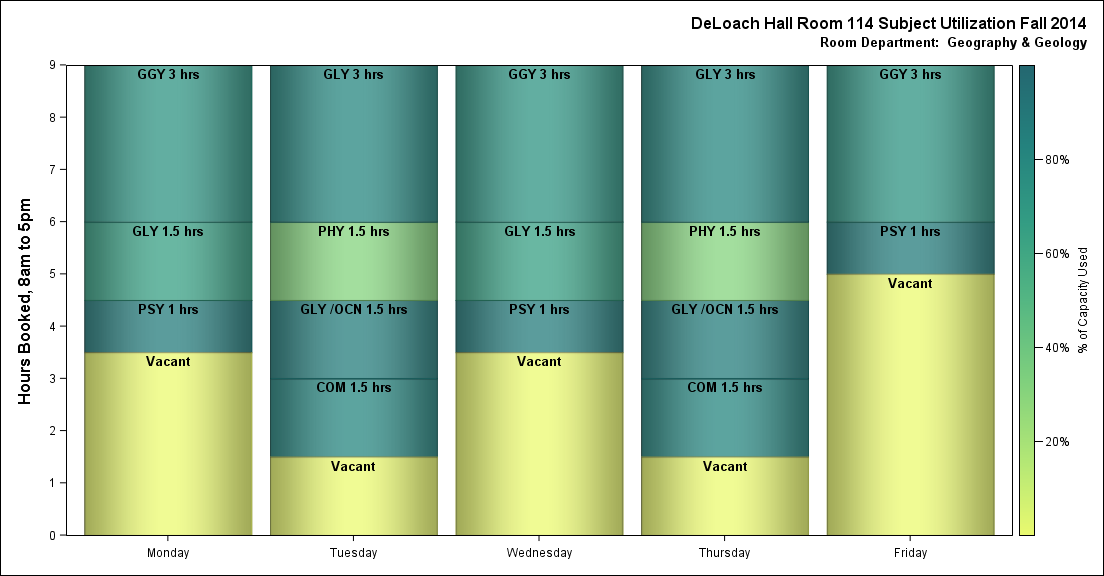 DeLoach Hall Room 114 Subject Utilization Fall 2014
Room Department:  Geography & Geology
Hours Booked, 8am to 5pm
9
8
7
6
5
4
3
2
1
0
GGY 3 hrs
GLY 1.5 hrs
PSY 1 hrs
Vacant
GLY 3 hrs
PHY 1.5 hrs
GLY /OCN 1.5 hrs
COM 1.5 hrs
Vacant
GGY 3 hrs
GLY 1.5 hrs
PSY 1 hrs
Vacant
GLY 3 hrs
PHY 1.5 hrs
GLY /OCN 1.5 hrs
COM 1.5 hrs
Vacant
GGY 3 hrs
PSY 1 hrs
Vacant
Monday
Tuesday
Wednesday
Thursday
Friday
80%
60%
40%
20%
% of Capacity Used